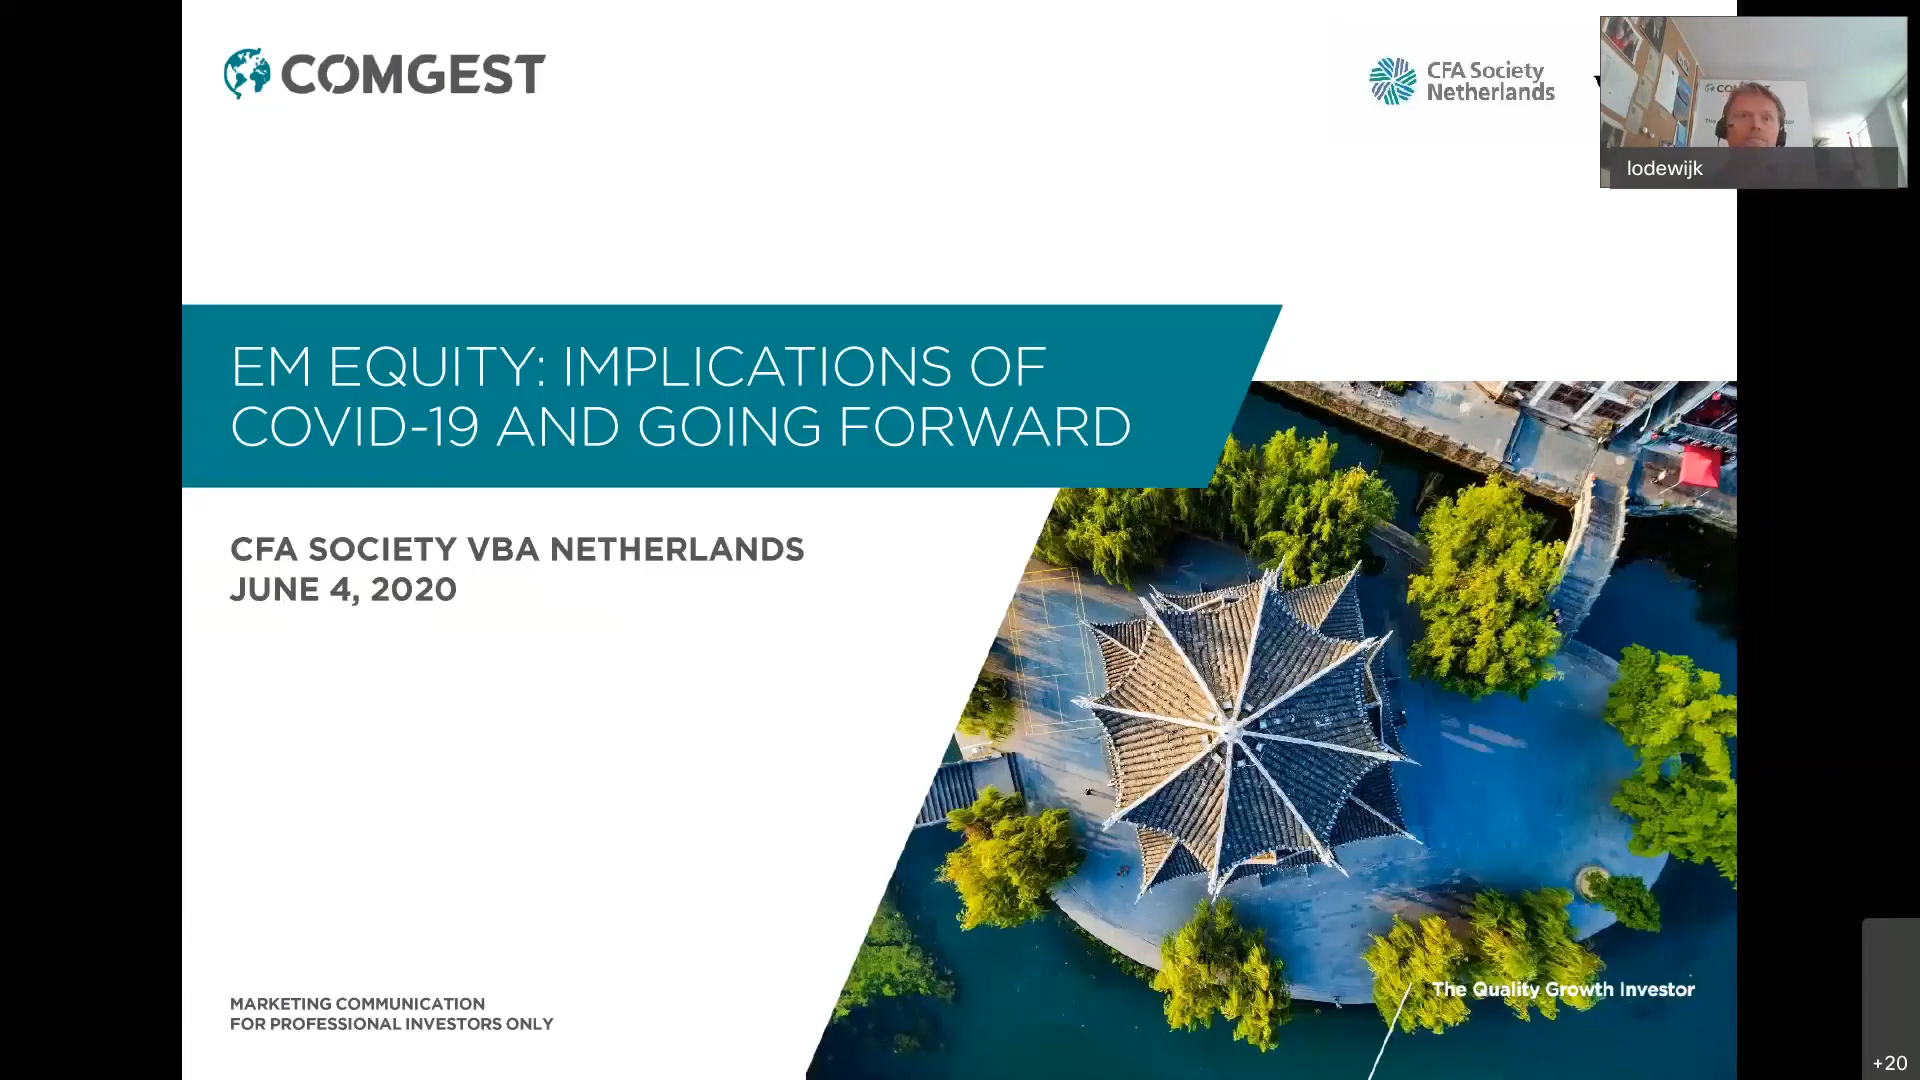 COMGEST
CFA Society
Netherlands
lodewijk
EM EQUITY: IMPLICATIONS OF
COVID-19 AND GOING FORWARD
CFA SOCIETY VBA NETHERLANDS
JUNE 4, 2020
MARKETING COMMUNICATION
FOR PROFESSIONAL INVESTORS ONLY
The Quality Growth Investor
+20